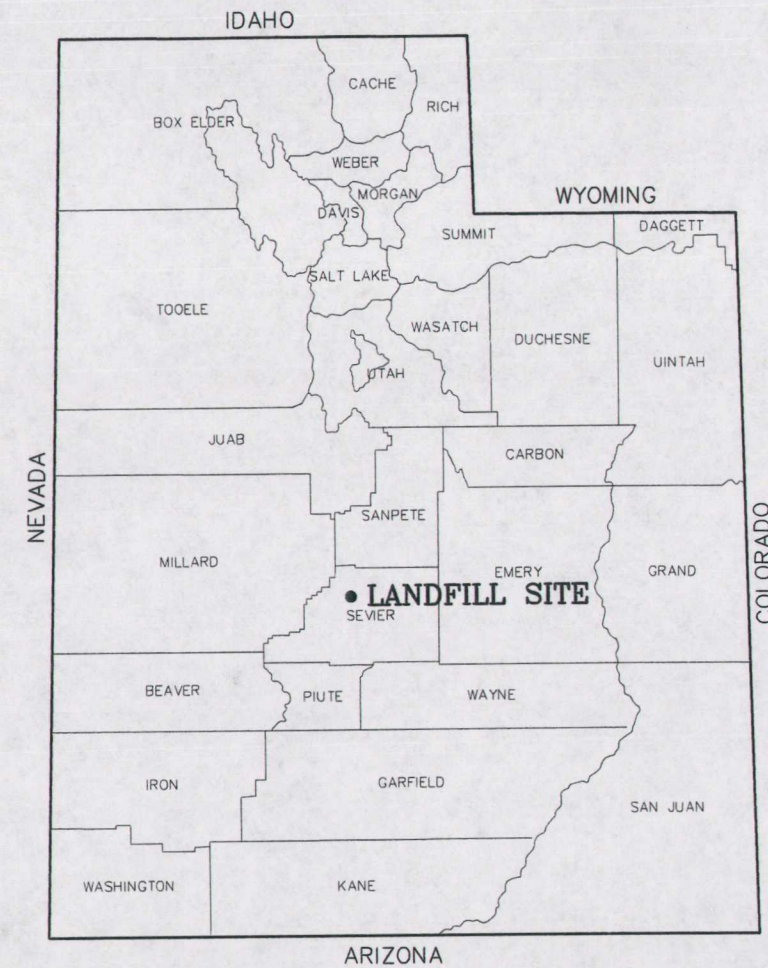 IDAHO
CACHE
RICH
BOX ELDER
WEBER
MORGAN
WYOMING
DAVIS
DAGGETT
SUMMIT
SALT LAKE
TOOELE
WASATCH
DUCHESNE
UINTAH
UTAH
JUAB
CARBON
NEVADA
SANPETE
COLORADO
MILLARD
EMERY
GRAND
LANDFILL SITE
SEVIER
BEAVER
PIUTE
WAYNE
IRON
GARFIELD
SAN JUAN
WASHINGTON
KANE
ARIZONA